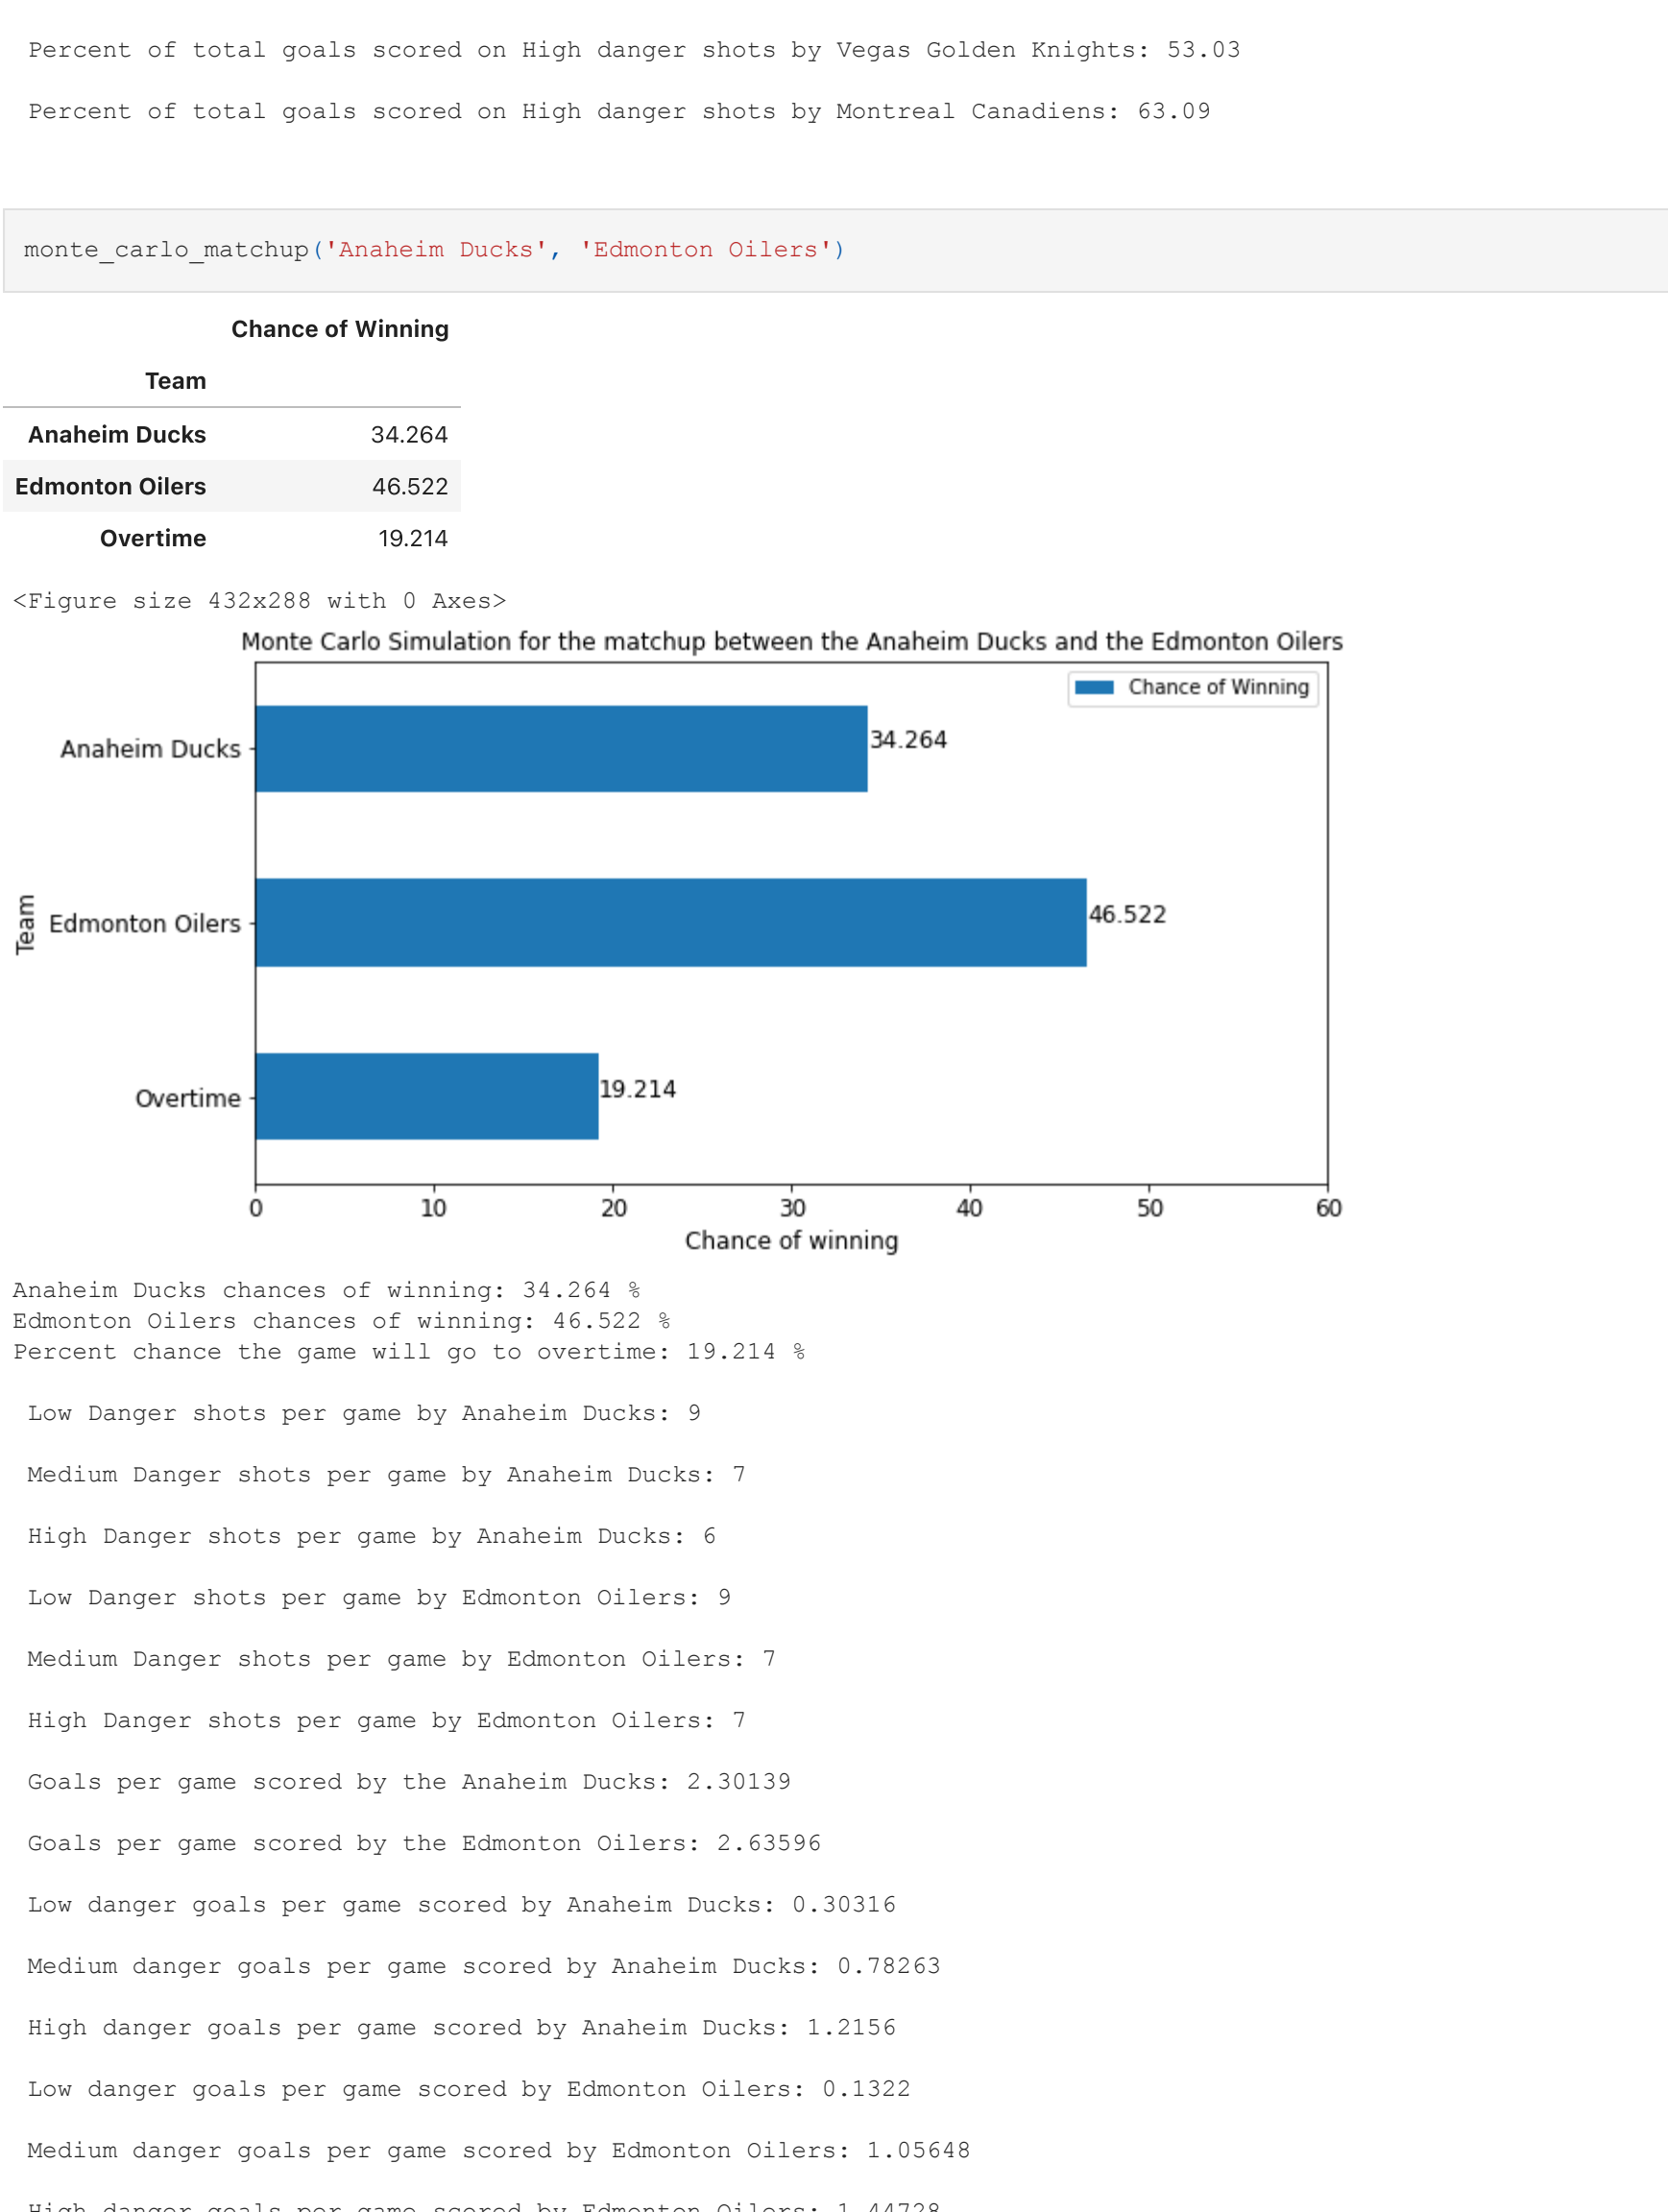 Percent of total goals scored on High danger shots by Vegas Golden Knights: 53.03
Percent of total goals scored on High danger shots by Montreal Canadiens: 63.09
monte_carlo_matchup('Anaheim Ducks', 'Edmonton Oilers')
Chance of Winning
Team
Anaheim Ducks 34.264
Edmonton Oilers 46.522
Overtime 19.214
<Figure size 432x288 with 0 Axes>
Monte Carlo Simulation for the matchup between the Anaheim Ducks and the Edmonton Oilers
Chance of Winning
Anaheim Ducks 34.264
Team
Edmonton Oilers 46.522
Overtime 19.214
0 10 20 30 40 50 60
Chance of winning
Anaheim Ducks chances of winning: 34.264 %
Edmonton Oilers chances of winning: 46.522 %
Percent chance the game will go to overtime: 19.214 %
Low Danger shots per game by Anaheim Ducks: 9
Medium Danger shots per game by Anaheim Ducks: 7
High Danger shots per game by Anaheim Ducks: 6
Low Danger shots per game by Edmonton Oilers: 9
Medium Danger shots per game by Edmonton Oilers: 7
High Danger shots per game by Edmonton Oilers: 7
Goals per game scored by the Anaheim Ducks: 2.30139
Goals per game scored by the Edmonton Oilers: 2.63596
Low danger goals per game scored by Anaheim Ducks: 0.30316
Medium danger goals per game scored by Anaheim Ducks: 0.78263
High danger goals per game scored by Anaheim Ducks: 1.2156
Low danger goals per game scored by Edmonton Oilers: 0.1322
Medium danger goals per game scored by Edmonton Oilers: 1.05648
High danger goals per game scored by Edmonton Oilers: 1.44728